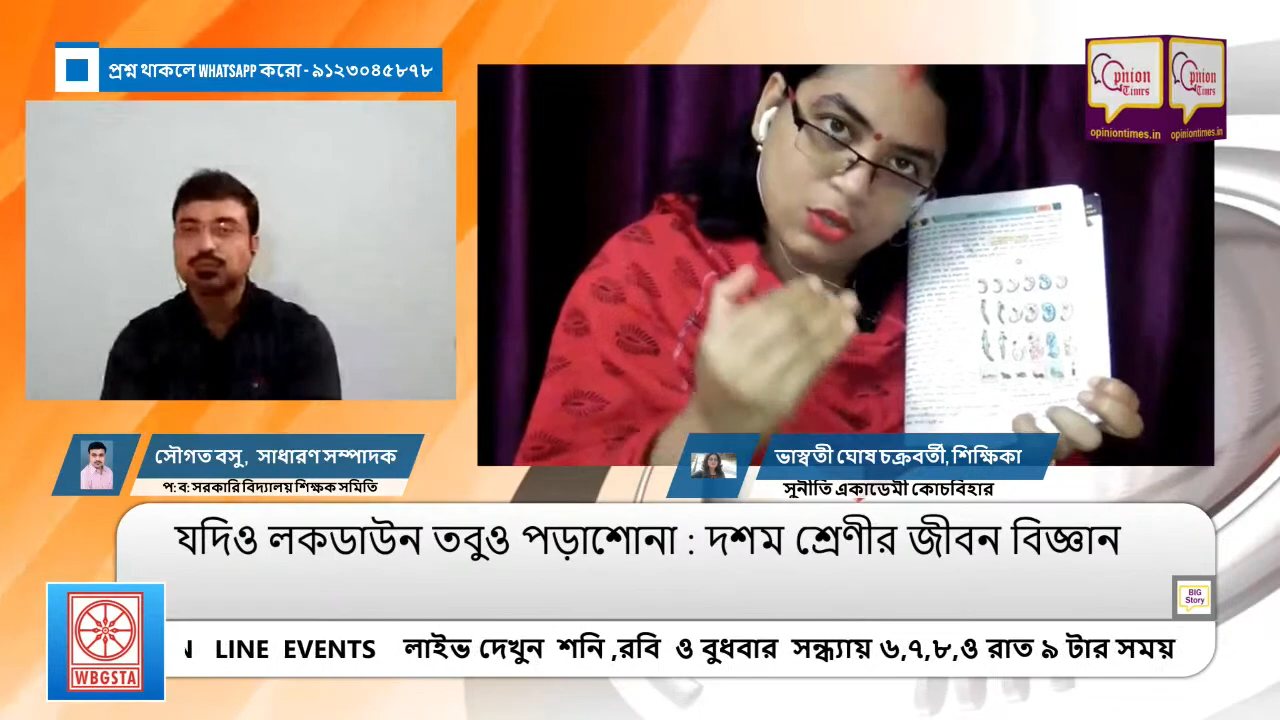 প্রশ্ন থাকলে WHATSAPP করো - ৯১২৩০৪৫৮৭৮
Opnion
Times
opiniontimes.in
Opnion
Times
opiniontimes.in
সৌগত বসু, সাধারণ সম্পাদক
প: ব: সরকারি বিদ্যালয় শিক্ষক সমিতি
ভাস্বতী ঘোষ চক্রবর্তী, শিক্ষিকা
সুনীতি একাডেমী কোচবিহার
যদিও লকডাউন তবুও পড়াশোনা : দশম শ্রেণীর জীবন বিজ্ঞান
BIG
Story
WBGSTA
N LINE EVENTS লাইভ দেখুন শনি ,রবি ও বুধবার সন্ধ্যায় ৬,৭,৮,ও রাত ৯ টার সময়